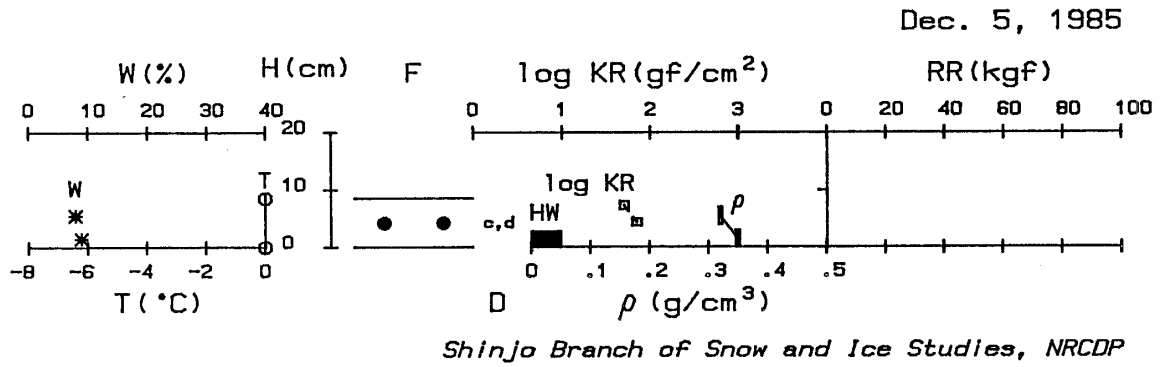 Dec. 5, 1985
W(%) H(cm) F log KR(gf/cm²) RR(kgf)
0 10 20 30 40 0 1 2 3 0 20 40 60 80 100
20
W T 10 log KR ρ
c,d HW
0
-8 -6 -4 -2 0 0 .1 .2 .3 .4 .5
T(°C) D ρ(g/cm³)
Shinjo Branch of Snow and Ice Studies, NRCDP